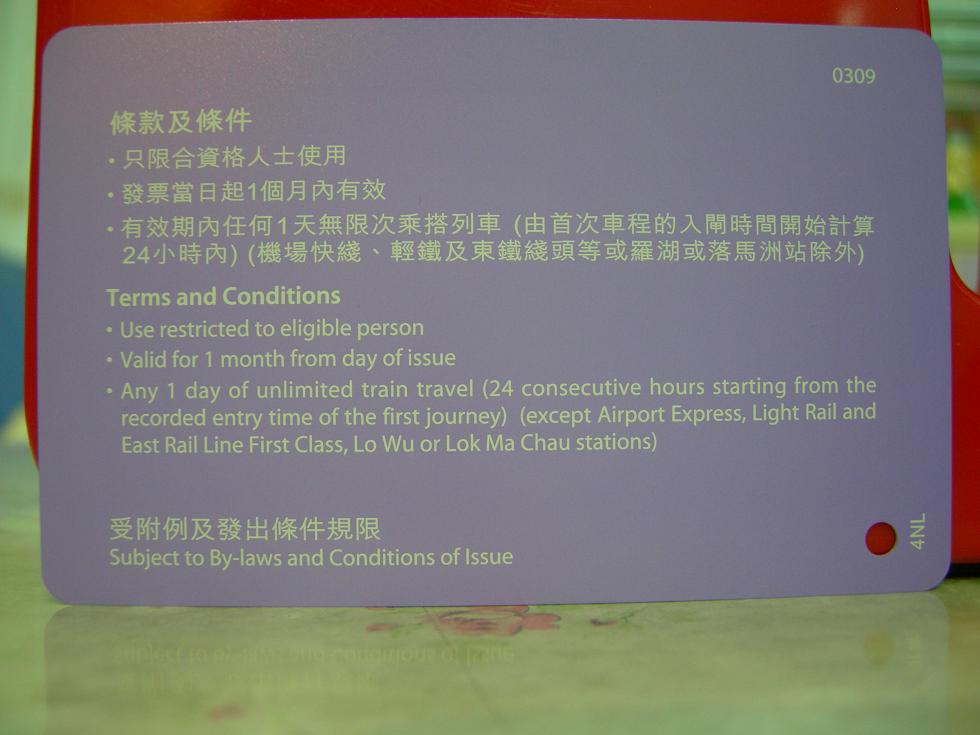 0309
條款及條件
• 只限合資格人士使用
• 發票當日起1個月內有效
• 有效期內任何1天無限次乘搭列車 (由首次車程的入閘時間開始計算
24小時內) (機場快綫、輕鐵及東鐵綫頭等或羅湖或落馬洲站除外)
Terms and Conditions
• Use restricted to eligible person
• Valid for 1 month from day of issue
• Any 1 day of unlimited train travel (24 consecutive hours starting from the
recorded entry time of the first journey) (except Airport Express, Light Rail and
East Rail Line First Class, Lo Wu or Lok Ma Chau stations)
受附例及發出條件規限
Subject to By-laws and Conditions of Issue
4NL